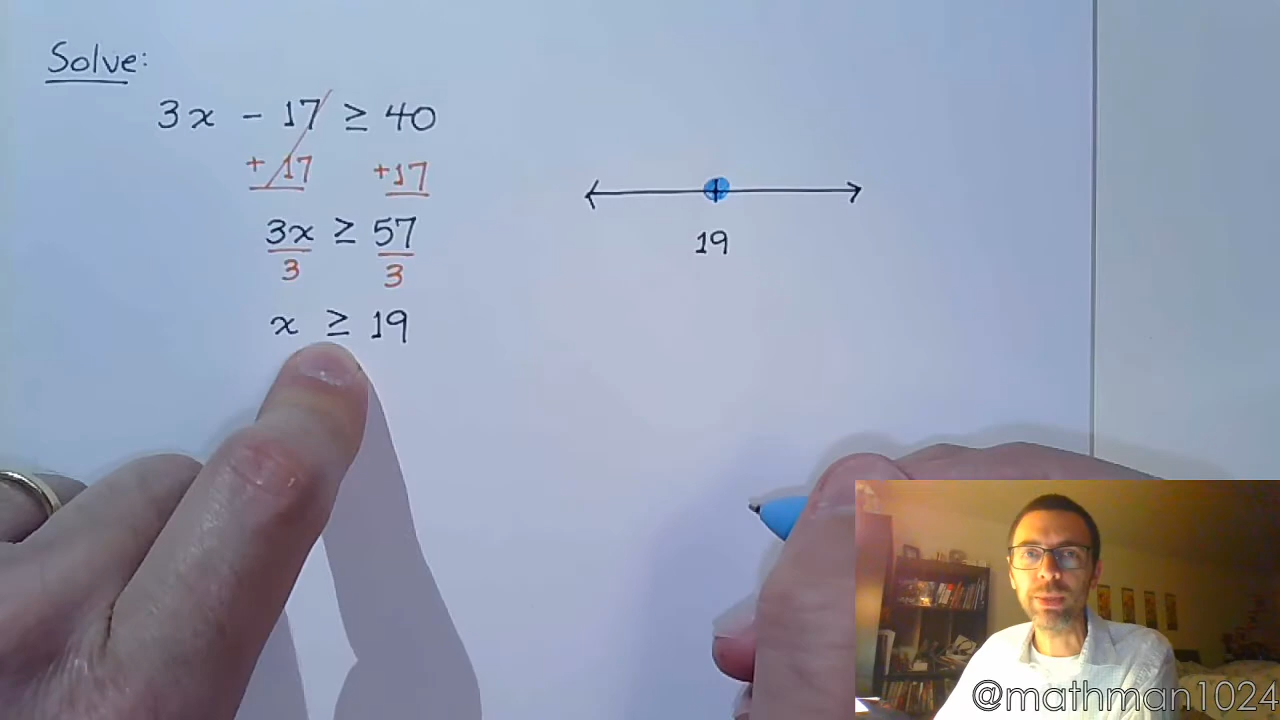 Solve:
3x - 17 ≥ 40
+ 17 +17
3x ≥ 57
3 3
x ≥ 19
19
@mathman1024